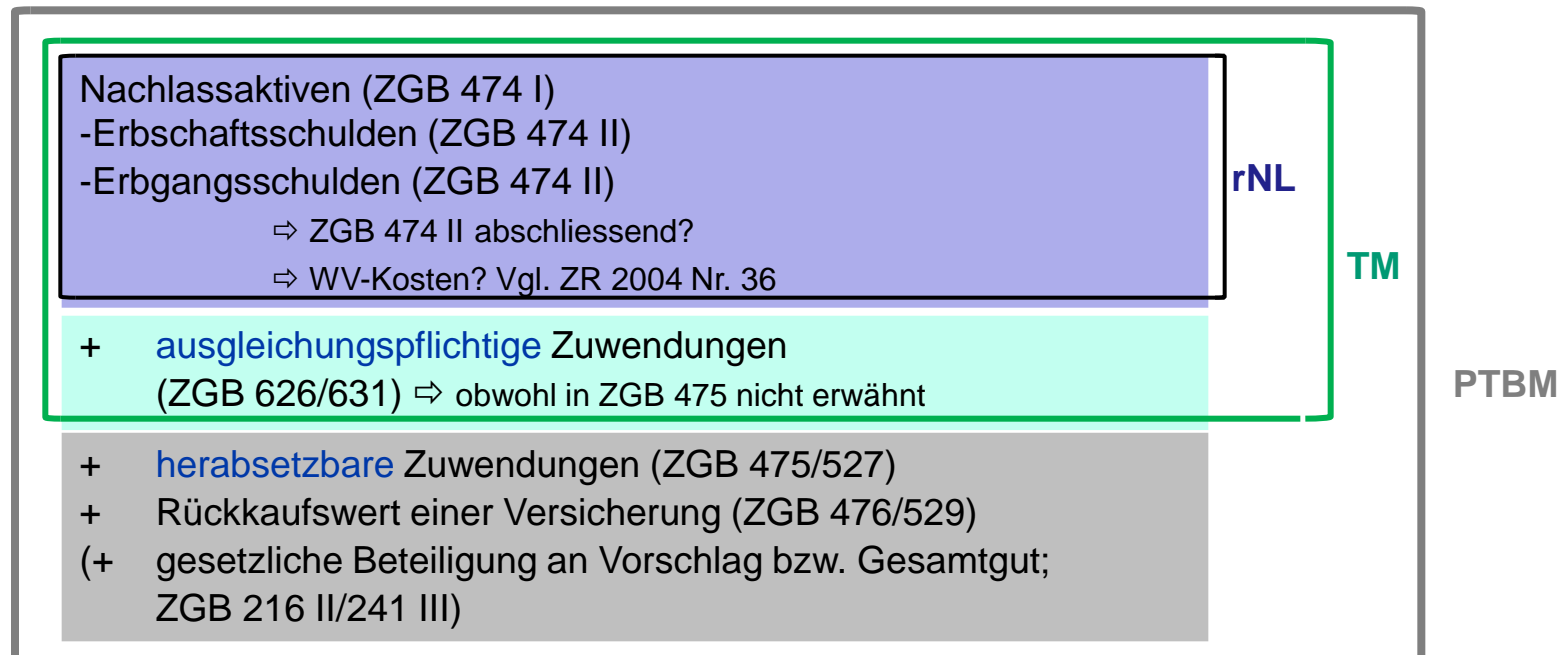 Nachlassaktiven (ZGB 474 I)
-Erbschaftsschulden (ZGB 474 II)
-Erbgangsschulden (ZGB 474 II)
⇨ ZGB 474 II abschliessend?
⇨ WV-Kosten? Vgl. ZR 2004 Nr. 36
rNL
TM
+ ausgleichungspflichtige Zuwendungen
(ZGB 626/631) ⇨ obwohl in ZGB 475 nicht erwähnt
PTBM
+ herabsetzbare Zuwendungen (ZGB 475/527)
+ Rückkaufswert einer Versicherung (ZGB 476/529)
(+ gesetzliche Beteiligung an Vorschlag bzw. Gesamtgut;
ZGB 216 II/241 III)